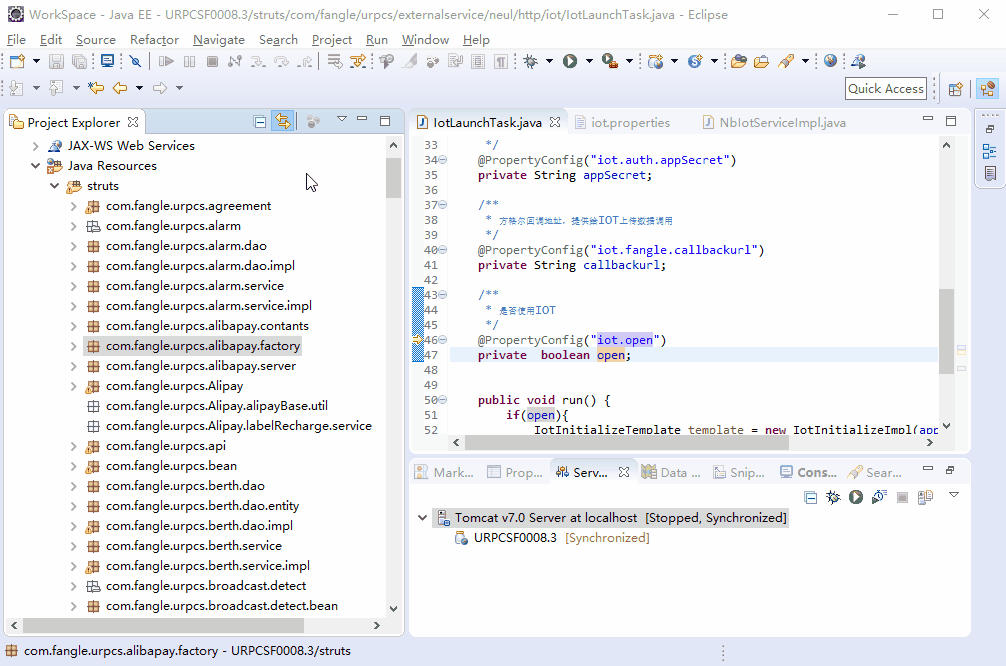 WorkSpace - Java EE - URPCSF0008.3/struts/com/fangle/urpcs/externalservice/neul/http/iot/IotLaunchTask.java - Eclipse
File Edit Source Refactor Navigate Search Project Run Window Help
Quick Access
Project Explorer
JAX-WS Web Services
Java Resources
struts
com.fangle.urpcs.agreement
com.fangle.urpcs.alarm
com.fangle.urpcs.alarm.dao
com.fangle.urpcs.alarm.dao.impl
com.fangle.urpcs.alarm.service
com.fangle.urpcs.alarm.service.impl
com.fangle.urpcs.alibapay.contants
com.fangle.urpcs.alibapay.factory
com.fangle.urpcs.alibapay.server
com.fangle.urpcs.Alipay
com.fangle.urpcs.Alipay.alipayBase.util
com.fangle.urpcs.Alipay.labelRecharge.service
com.fangle.urpcs.api
com.fangle.urpcs.bean
com.fangle.urpcs.berth.dao
com.fangle.urpcs.berth.dao.entity
com.fangle.urpcs.berth.dao.impl
com.fangle.urpcs.berth.service
com.fangle.urpcs.berth.service.impl
com.fangle.urpcs.broadcast.detect
com.fangle.urpcs.broadcast.detect.bean
IotLaunchTask.java iot.properties NbIotServiceImpl.java
33 */
34 @PropertyConfig("iot.auth.appSecret")
35 private String appSecret;
36
37 /**
38 * 方格尔回调地址，提供给IOT上传数据调用
39 */
40 @PropertyConfig("iot.fangle.callbackurl")
41 private String callbackurl;
42
43 /**
44 * 是否使用IOT
45 */
46 @PropertyConfig("iot.open")
47 private  boolean open;
48
49
50 public void run() {
51 if(open){
52 IotInitializeTemplate template = new IotInitializeImpl(app
Mark... Prop... Serv... Data ... Snip... Cons... Sear...
Tomcat v7.0 Server at localhost  [Stopped, Synchronized]
URPCSF0008.3  [Synchronized]
com.fangle.urpcs.alibapay.factory - URPCSF0008.3/struts